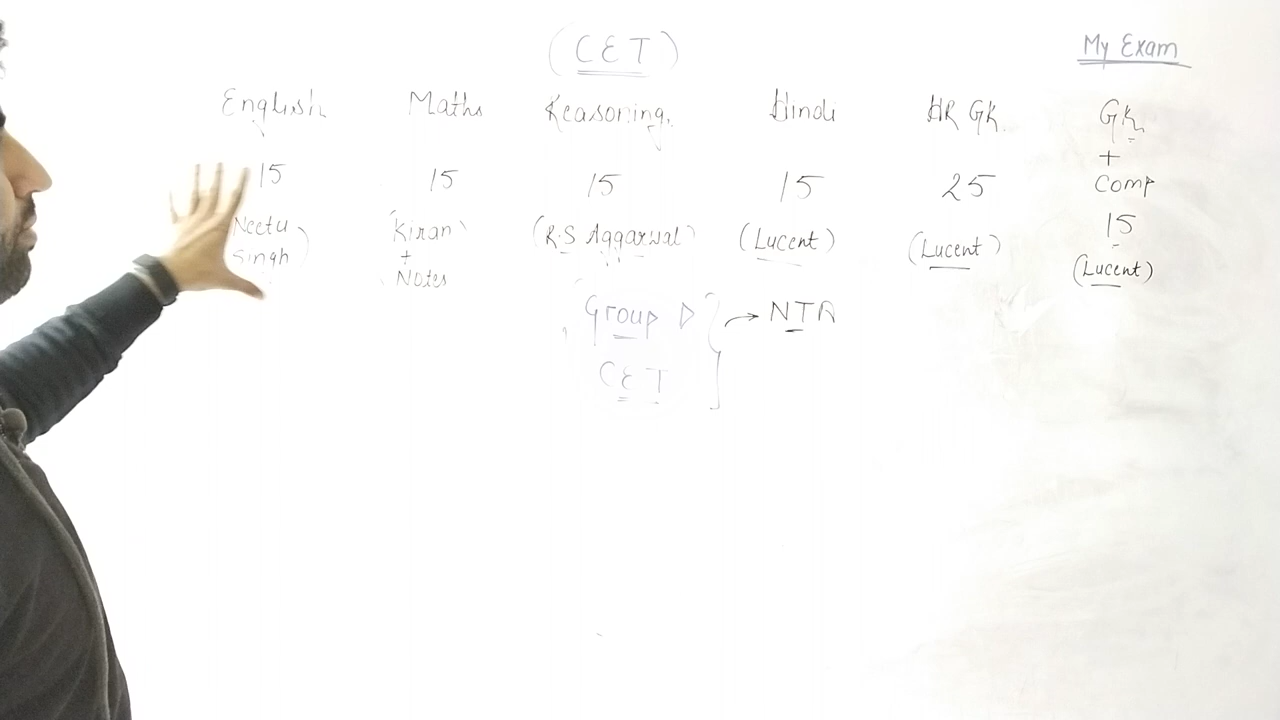 (CET)
My Exam
English Maths Reasoning. Hindi HR GK. GK.
+
Comp
15 15 15 15 25 15
(Neetu Singh) (Kiran + Notes) (R.S Aggarwal) (Lucent) (Lucent) (Lucent)
Group D → NTA
CET